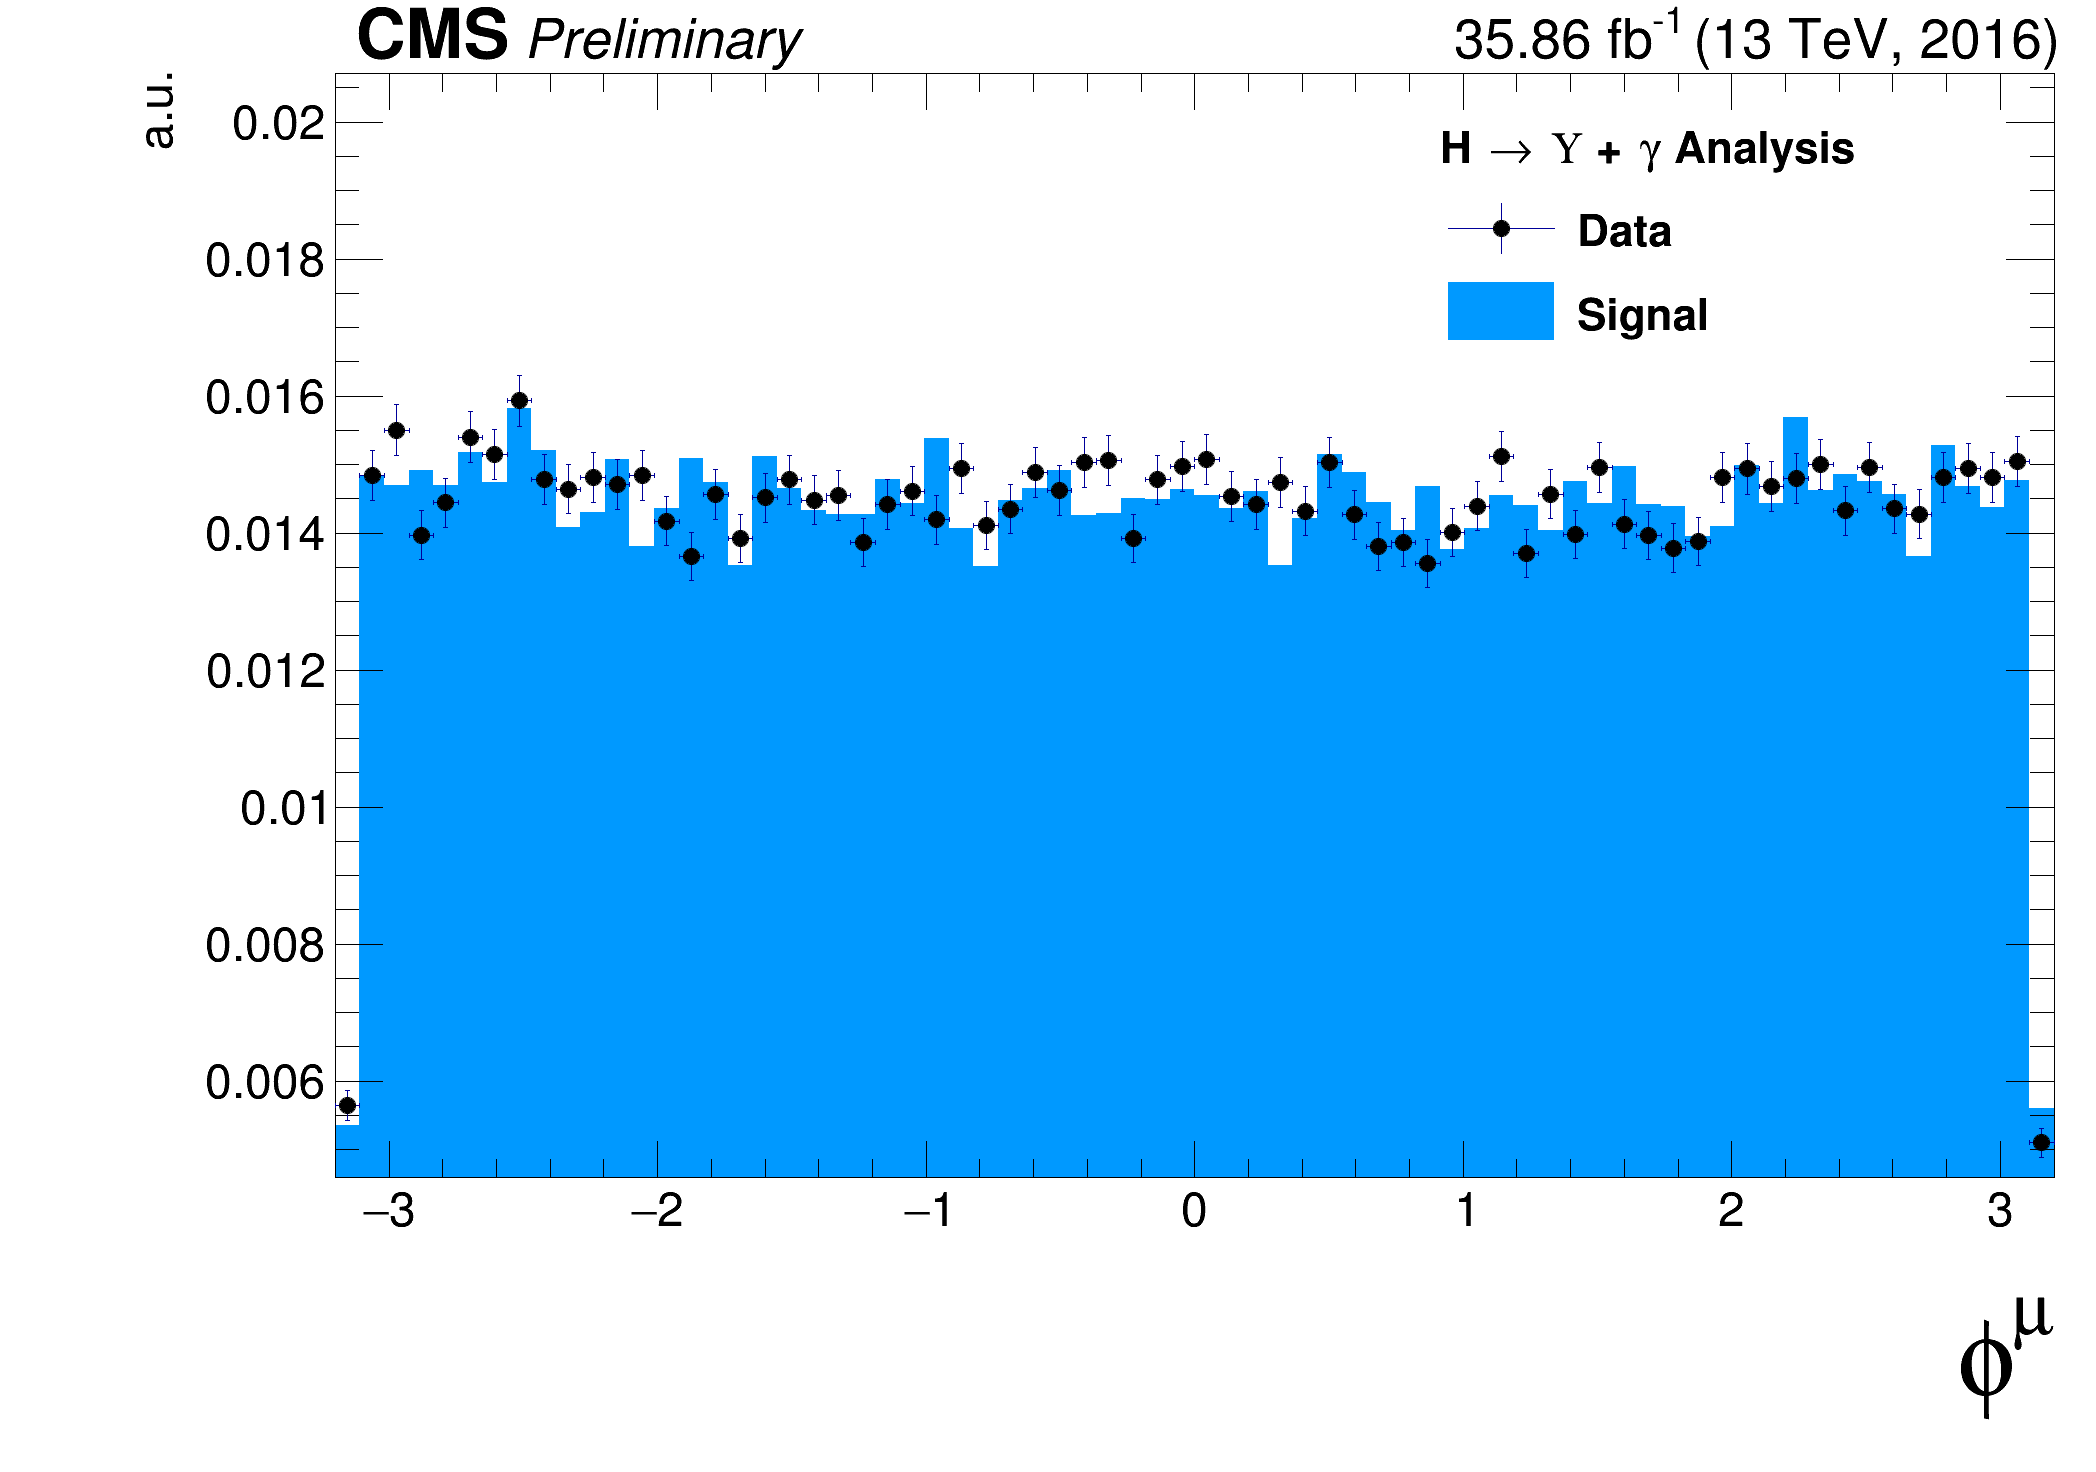 CMS Preliminary
35.86 fb⁻¹ (13 TeV, 2016)
a.u.
H → Υ + γ Analysis
Data
Signal
0.02
0.018
0.016
0.014
0.012
0.01
0.008
0.006
−3 −2 −1 0 1 2 3
ϕ^μ